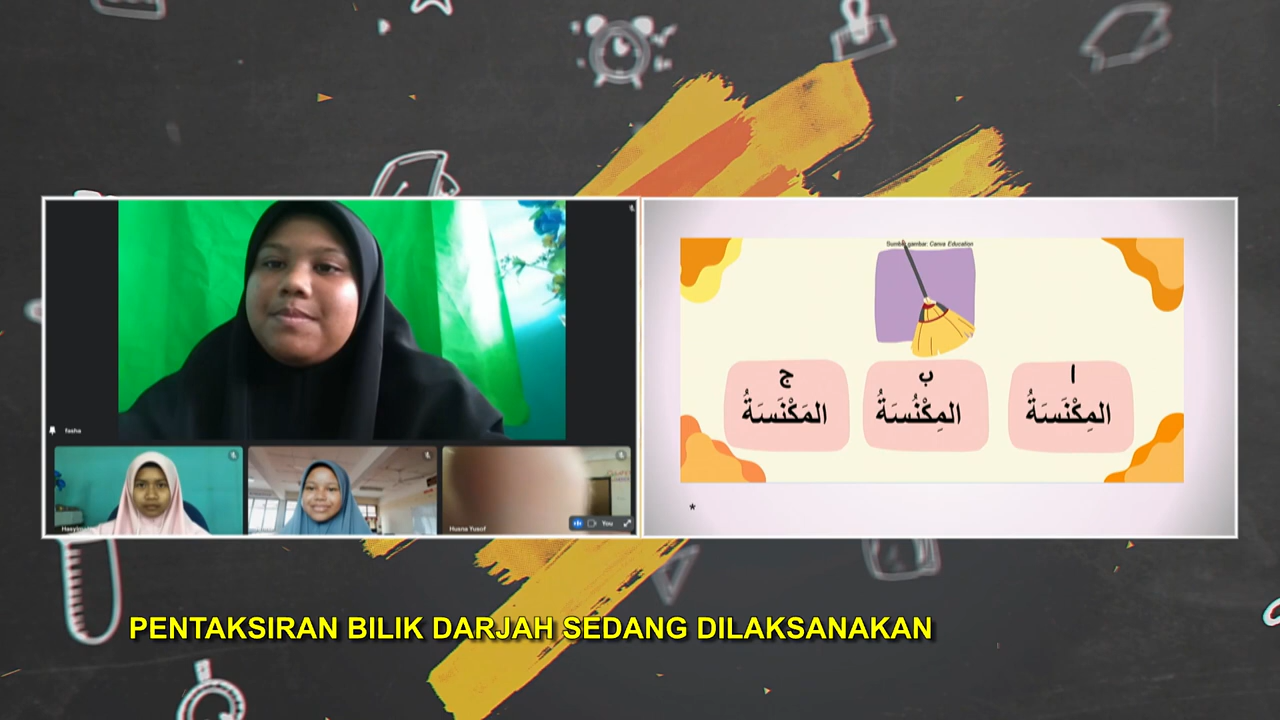 fasha
Husna Yusof
You
Sumber gambar: Canva Education
ا
المِكْنَسَةُ
ب
المِكْنُسَةُ
ج
المَكْنَسَةُ
*
PENTAKSIRAN BILIK DARJAH SEDANG DILAKSANAKAN